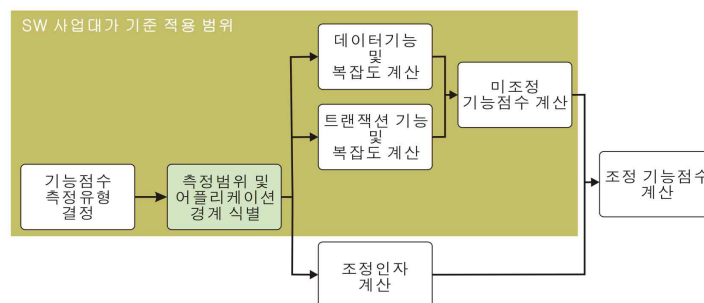 SW 사업대가 기준 적용 범위
데이터기능
및
복잡도 계산
미조정
기능점수 계산
트랜잭션 기능
및
복잡도 계산
기능점수
측정유형
결정
측정범위 및
어플리케이션
경계 식별
조정 기능점수
계산
조정인자
계산